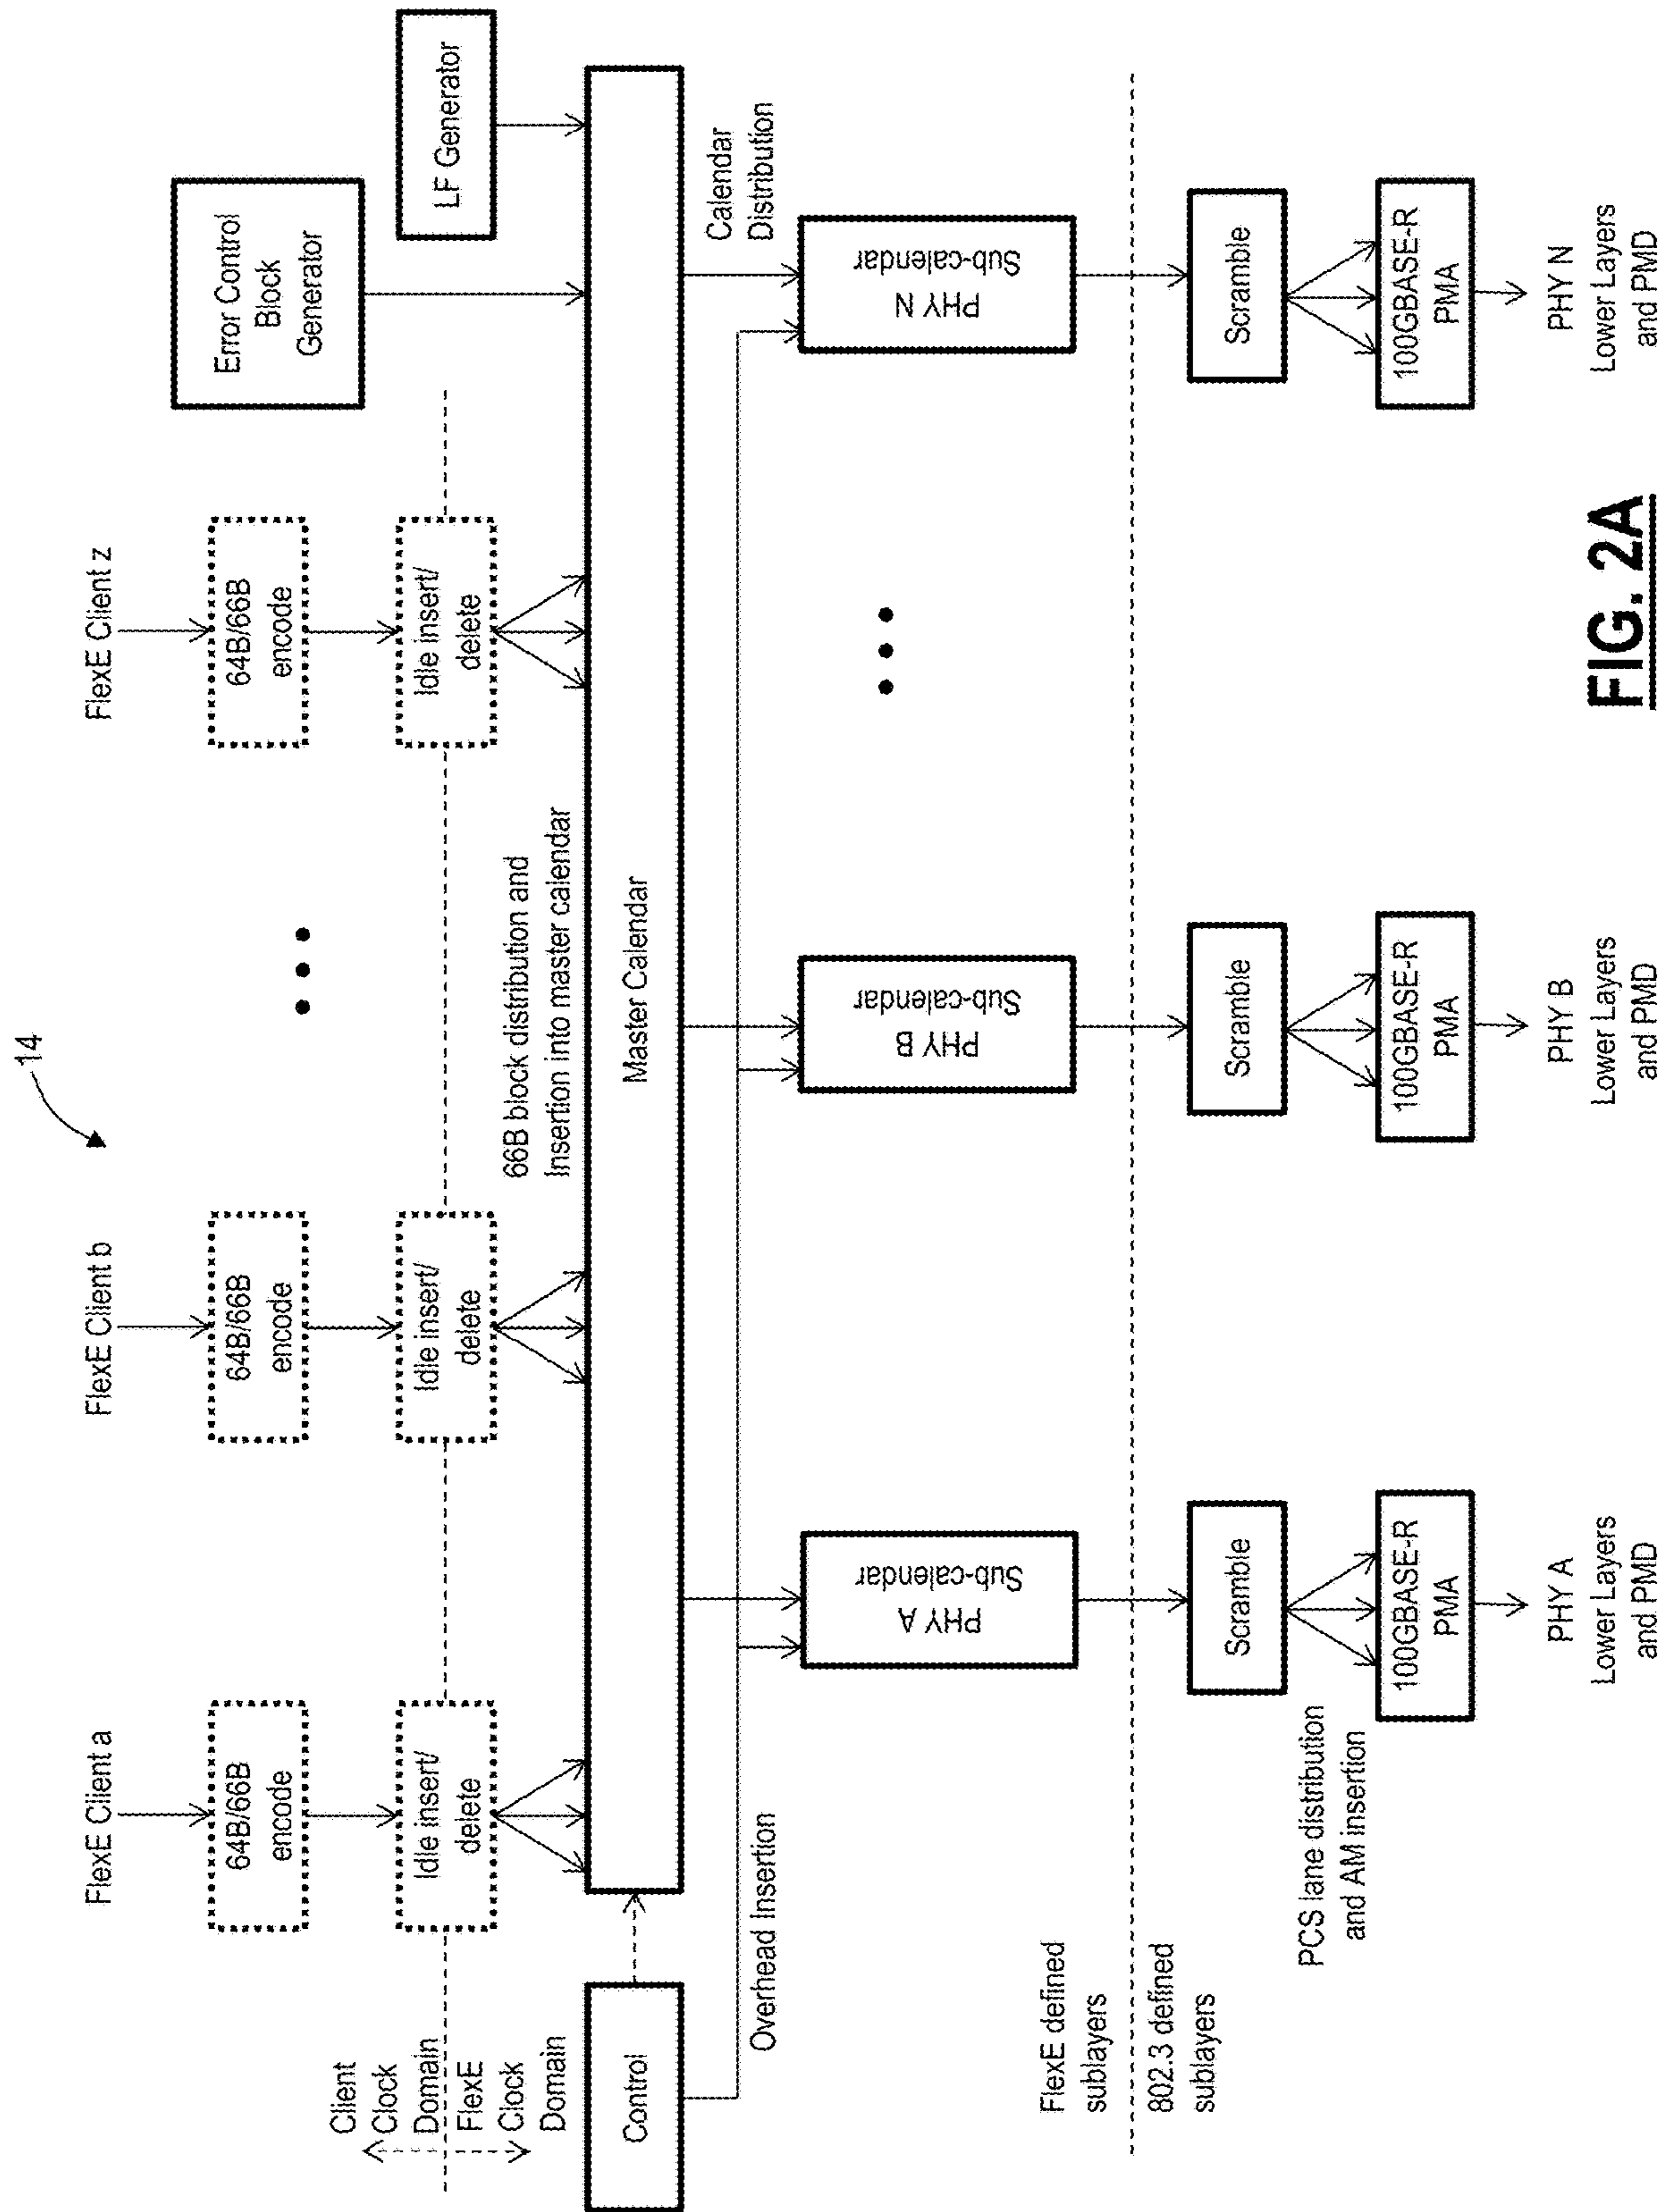 14
FlexE Client a
FlexE Client b
FlexE Client z
64B/66B
encode
64B/66B
encode
64B/66B
encode
Error Control
Block
Generator
LF Generator
Client
Clock
Domain
FlexE
Clock
Domain
Idle insert/
delete
Idle insert/
delete
Idle insert/
delete
66B block distribution and
Insertion into master calendar
Control
Master Calendar
Overhead Insertion
Calendar
Distribution
PHY A
Sub-calendar
PHY B
Sub-calendar
PHY N
Sub-calendar
FlexE defined
sublayers
802.3 defined
sublayers
Scramble
Scramble
Scramble
PCS lane distribution
and AM insertion
100GBASE-R
PMA
100GBASE-R
PMA
100GBASE-R
PMA
PHY A
Lower Layers
and PMD
PHY B
Lower Layers
and PMD
PHY N
Lower Layers
and PMD
FIG. 2A